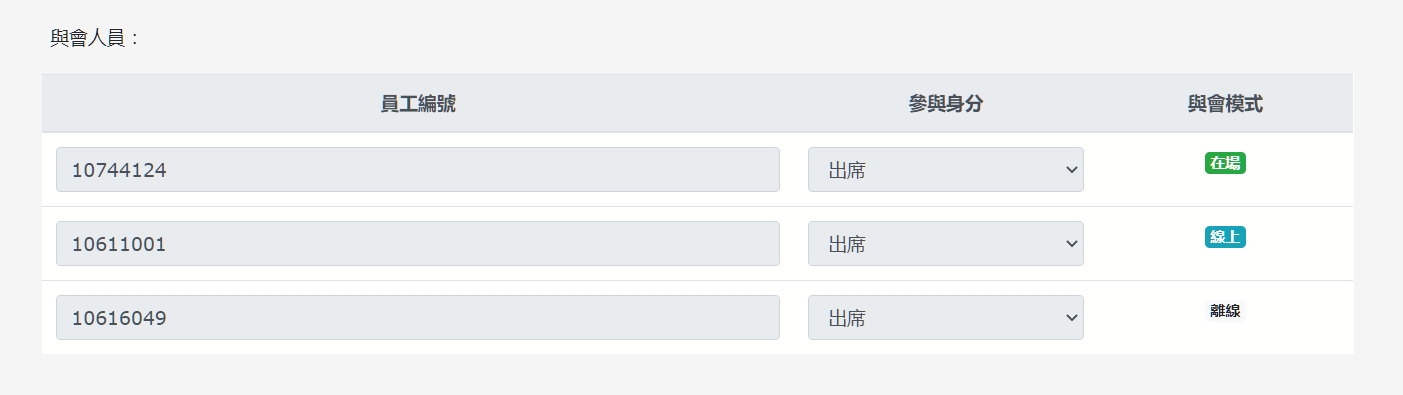 與會人員：
員工編號 參與身分 與會模式
10744124 出席 在場
10611001 出席 線上
10616049 出席 離線